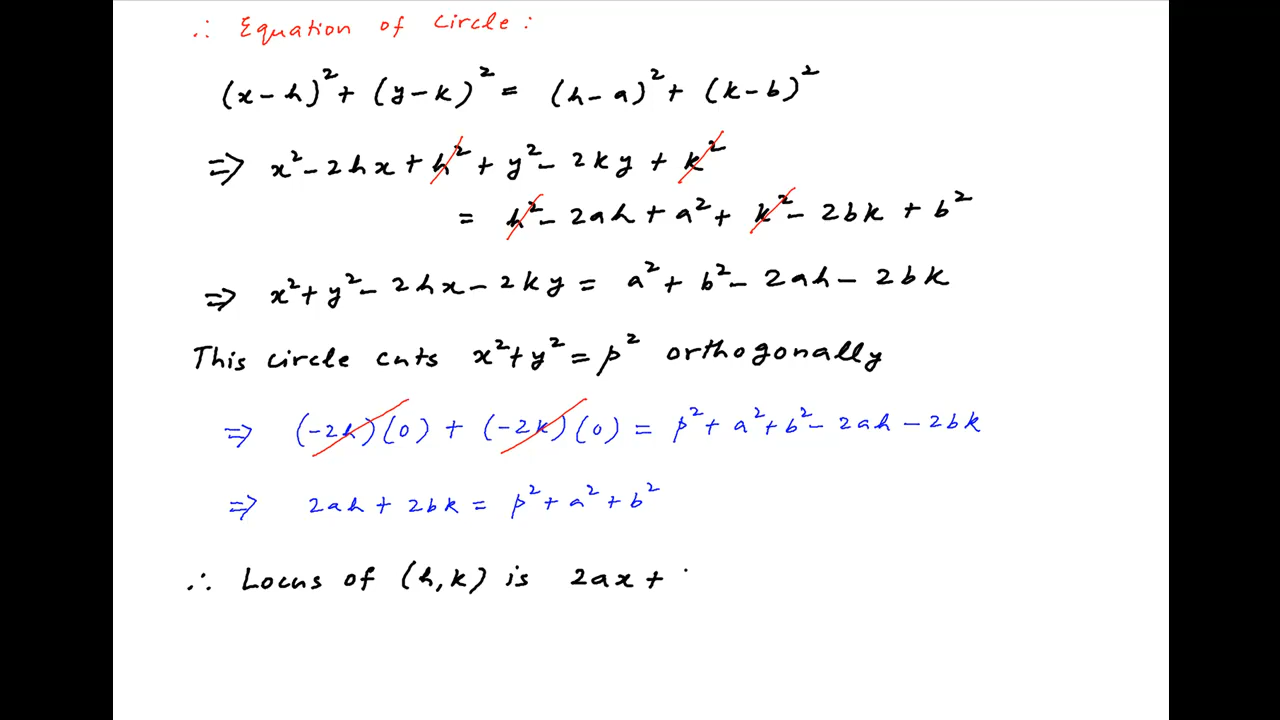 ∴ Equation of circle:
(x-h)² + (y-k)² = (h-a)² + (k-b)²
⇒ x² - 2hx + h² + y² - 2ky + k²
= h² - 2ah + a² + k² - 2bk + b²
⇒ x² + y² - 2hx - 2ky = a² + b² - 2ah - 2bk
This circle cuts x² + y² = p² orthogonally
⇒ (-2h)(0) + (-2k)(0) = p² + a² + b² - 2ah - 2bk
⇒ 2ah + 2bk = p² + a² + b²
∴ Locus of (h,k) is 2ax +